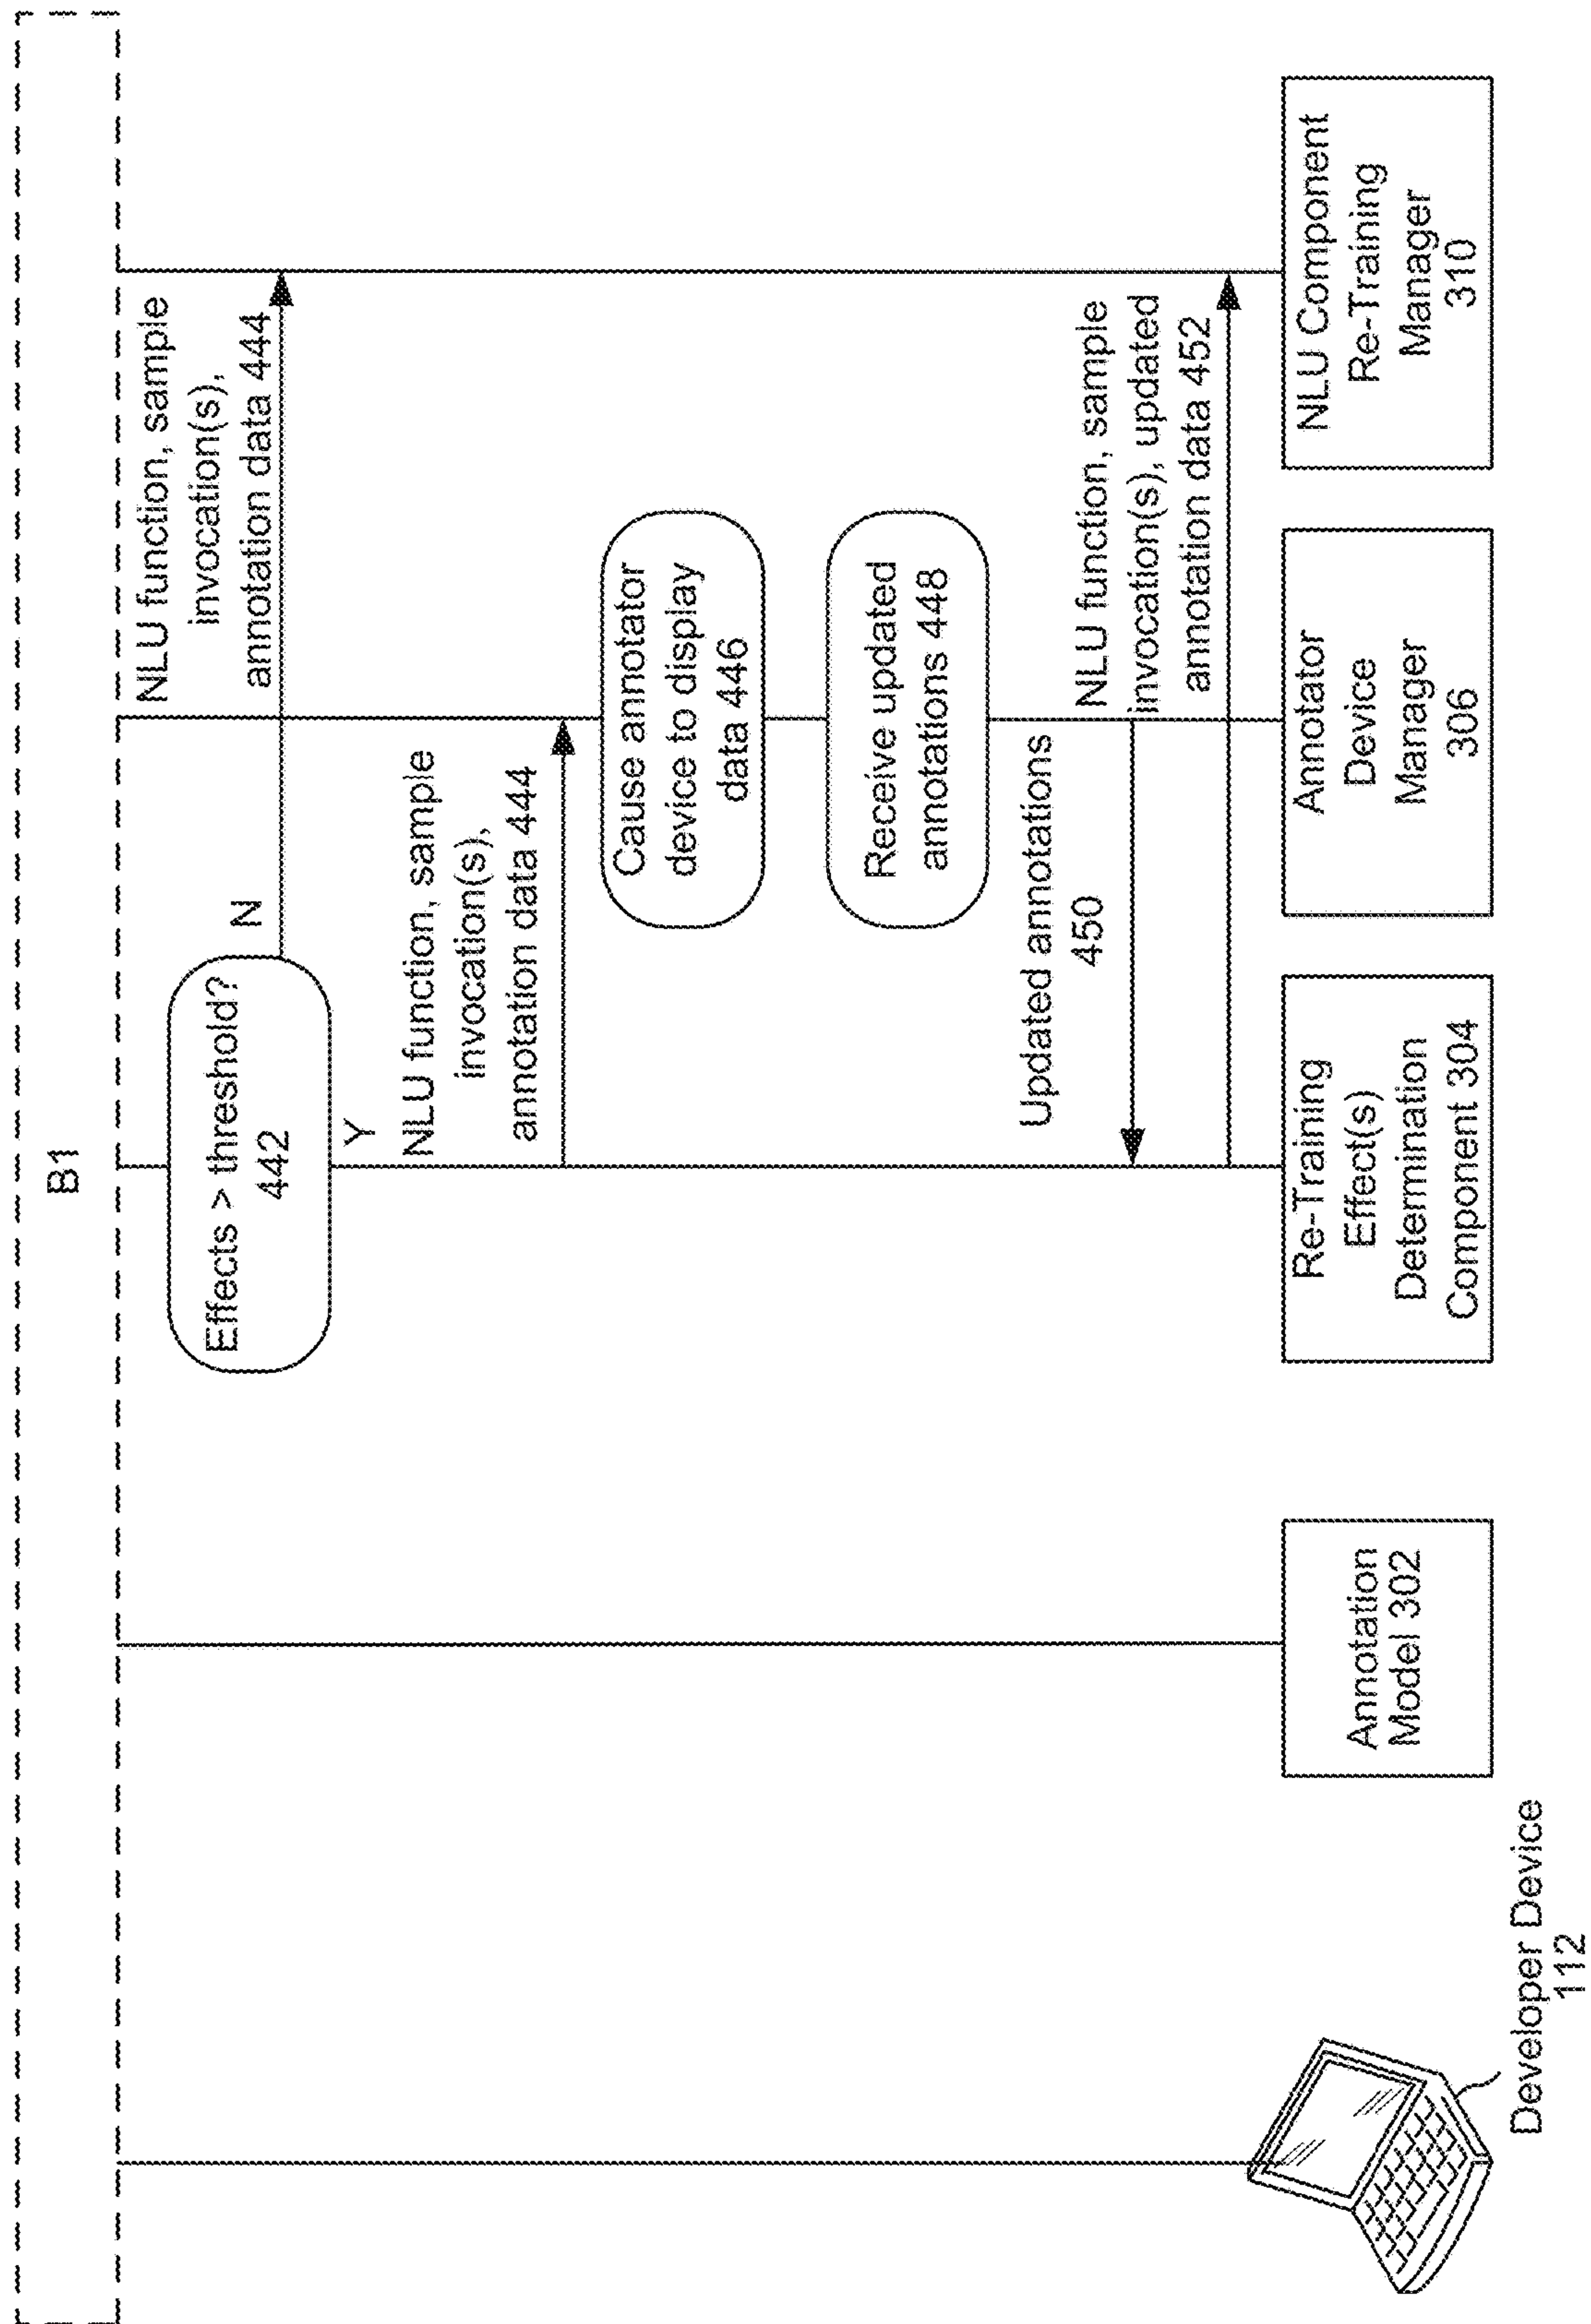 B1
Effects > threshold?
442
N
NLU function, sample
invocation(s),
annotation data 444
Y
NLU function, sample
invocation(s),
annotation data 444
Cause annotator
device to display
data 446
Receive updated
annotations 448
Updated annotations
450
NLU function, sample
invocation(s), updated
annotation data 452
Developer Device
112
Annotation
Model 302
Re-Training
Effect(s)
Determination
Component 304
Annotator
Device
Manager
306
NLU Component
Re-Training
Manager
310